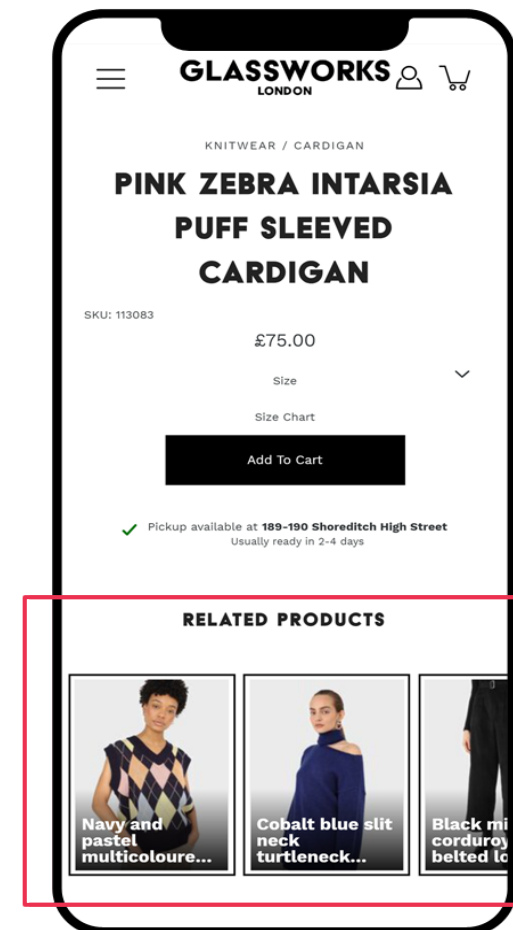 GLASSWORKS
LONDON
KNITWEAR / CARDIGAN
PINK ZEBRA INTARSIA
PUFF SLEEVED
CARDIGAN
SKU: 113083
£75.00
Size
Size Chart
Add To Cart
Pickup available at 189-190 Shoreditch High Street
Usually ready in 2-4 days
RELATED PRODUCTS
Navy and
pastel
multicoloure...
Cobalt blue slit
neck
turtleneck...
Black mi
corduroy
belted lo